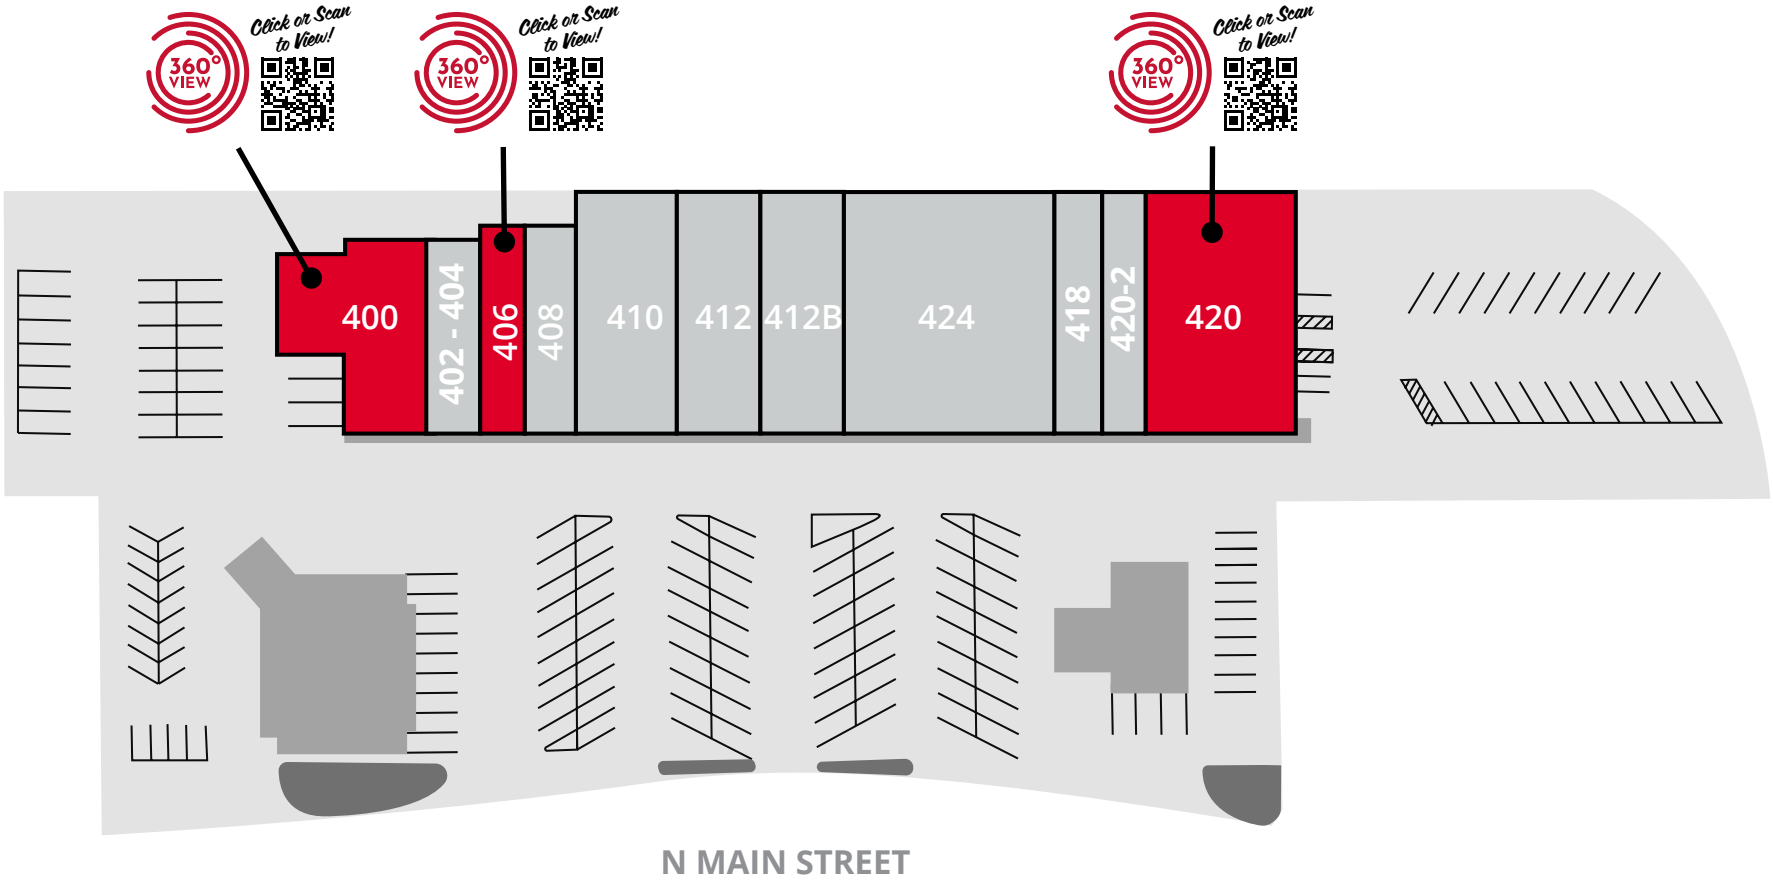 Click or Scan
to View!
360°
VIEW
Click or Scan
to View!
360°
VIEW
Click or Scan
to View!
360°
VIEW
400
402 - 404
406
408
410
412
412B
424
418
420-2
420
N MAIN STREET